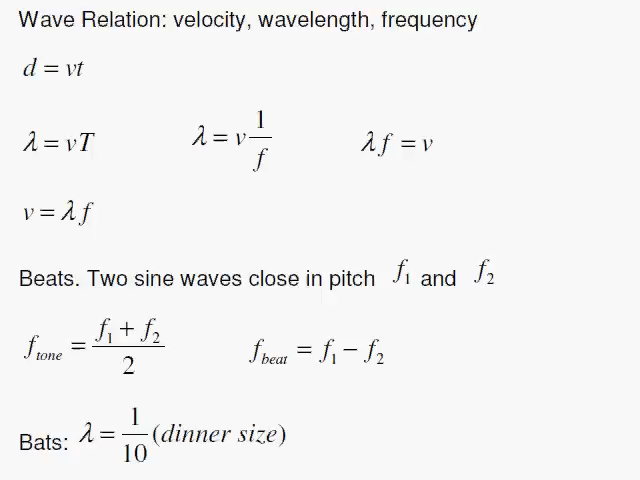 Wave Relation: velocity, wavelength, frequency
d = vt
λ = vT    λ = v 1/f    λf = v
v = λf
Beats. Two sine waves close in pitch f₁ and f₂
f_tone = (f₁ + f₂)/2    f_beat = f₁ − f₂
Bats: λ = 1/10 (dinner size)